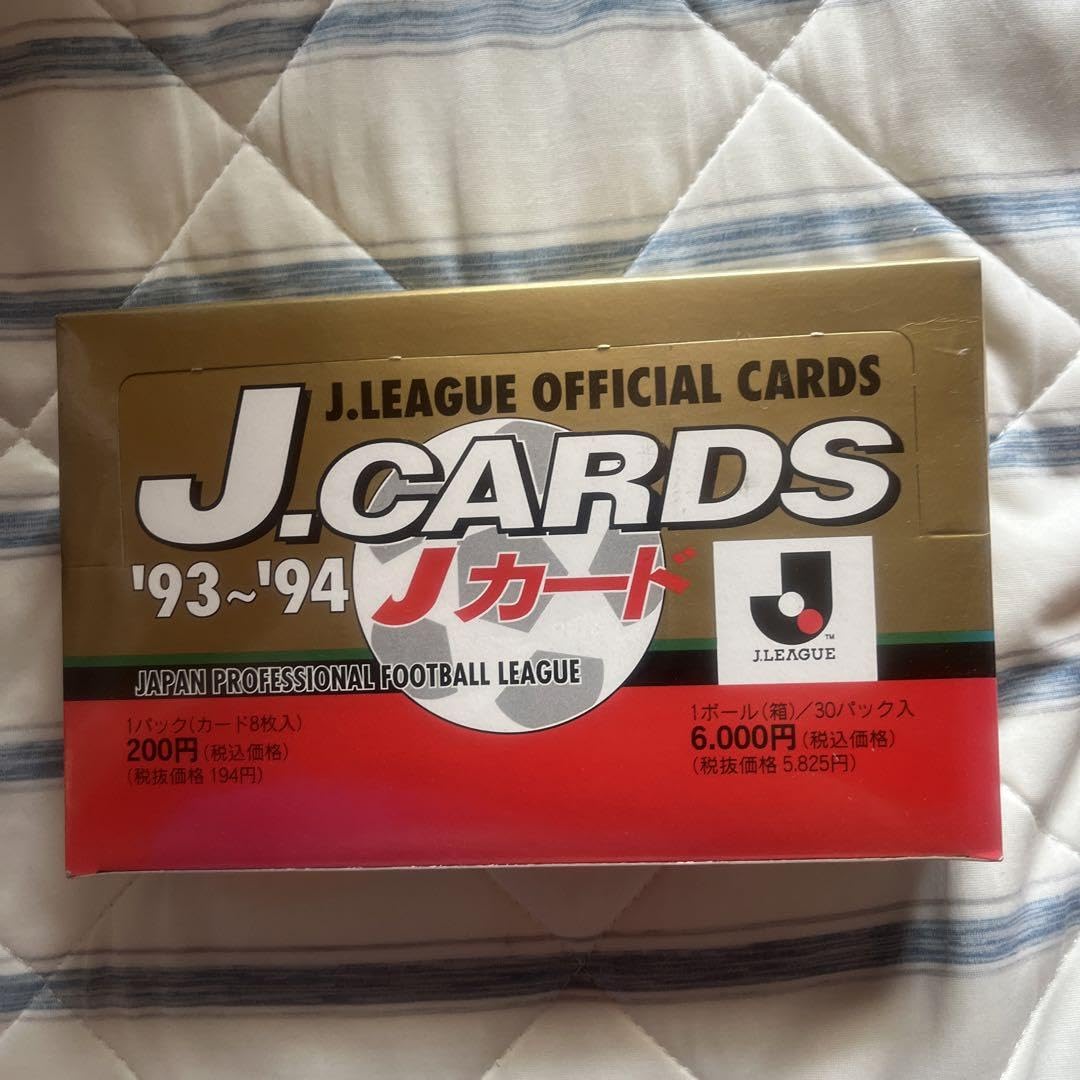 J.LEAGUE OFFICIAL CARDS
J.CARDS
'93~'94
Jカード
J.LEAGUE
TM
JAPAN PROFESSIONAL FOOTBALL LEAGUE
1パック(カード8枚入)
200円(税込価格)
(税抜価格 194円)
1ボール(箱)/30パック入
6.000円(税込価格)
(税抜価格 5.825円)